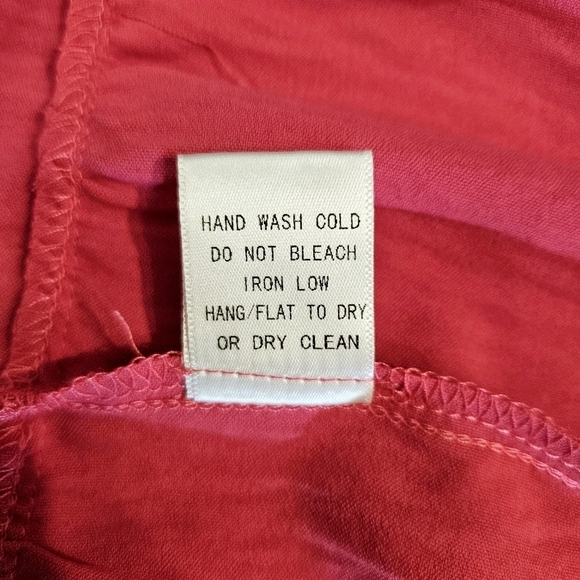 HAND WASH COLD
DO NOT BLEACH
IRON LOW
HANG/FLAT TO DRY
OR DRY CLEAN